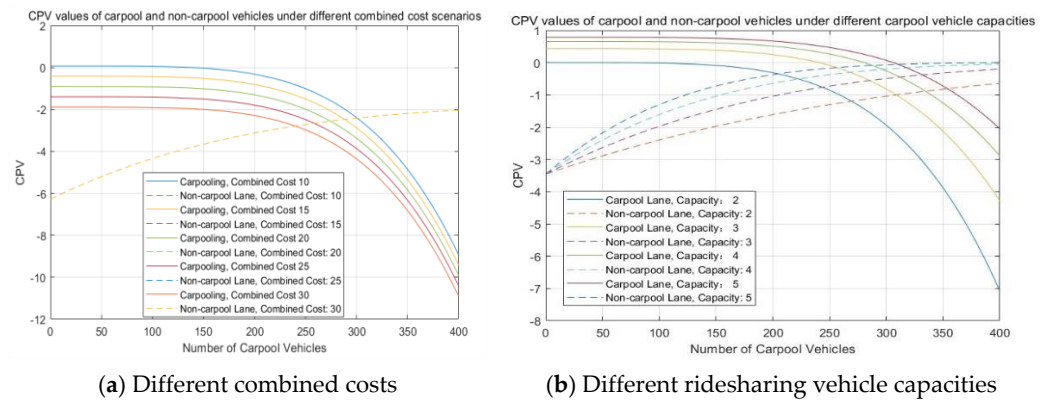 CPV values of carpool and non-carpool vehicles under different combined cost scenarios
2
0
-2
-4
-6
-8
-10
-12
CPV
Carpooling, Combined Cost 10
Non-carpool Lane, Combined Cost: 10
Carpooling, Combined Cost 15
Non-carpool Lane, Combined Cost: 15
Carpooling, Combined Cost 20
Non-carpool Lane, Combined Cost: 20
Carpooling, Combined Cost 25
Non-carpool Lane, Combined Cost: 25
Carpooling, Combined Cost 30
Non-carpool Lane, Combined Cost: 30
0 50 100 150 200 250 300 350 400
Number of Carpool Vehicles
(a) Different combined costs
CPV values of carpool and non-carpool vehicles under different carpool vehicle capacities
1
0
-1
-2
-3
-4
-5
-6
-7
-8
CPV
Carpool Lane, Capacity: 2
Non-carpool Lane, Capacity: 2
Carpool Lane, Capacity: 3
Non-carpool Lane, Capacity: 3
Carpool Lane, Capacity: 4
Non-carpool Lane, Capacity: 4
Carpool Lane, Capacity: 5
Non-carpool Lane, Capacity: 5
0 50 100 150 200 250 300 350 400
Number of Carpool Vehicles
(b) Different ridesharing vehicle capacities